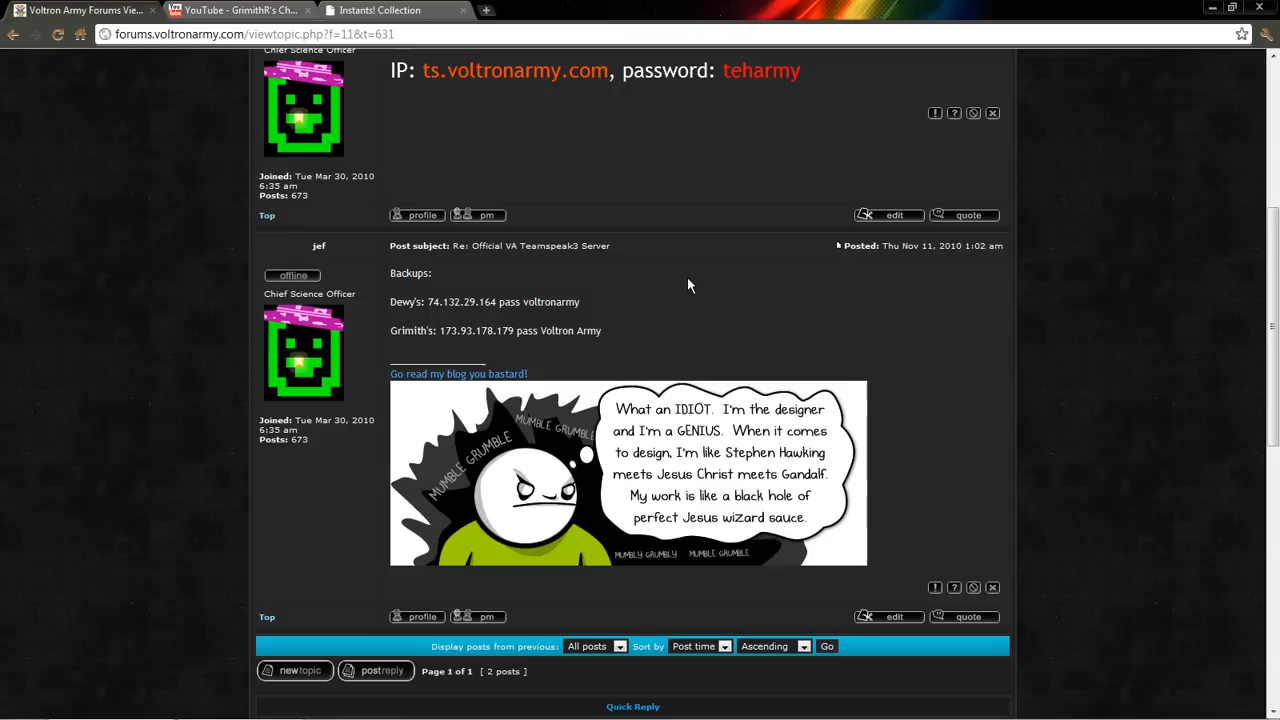 Voltron Army Forums Vie...
YouTube - GrimithR's Ch...
Instants! Collection
forums.voltronarmy.com/viewtopic.php?f=11&t=631
Chief Science Officer
IP: ts.voltronarmy.com, password: teharmy
Joined: Tue Mar 30, 2010
6:35 am
Posts: 673
Top
profile
pm
edit
quote
jef
Post subject: Re: Official VA Teamspeak3 Server
Posted: Thu Nov 11, 2010 1:02 am
offline
Backups:
Chief Science Officer
Dewy's: 74.132.29.164 pass voltronarmy
Grimith's: 173.93.178.179 pass Voltron Army
Go read my blog you bastard!
MUMBLE GRUMBLE
MUMBLE GRUMBLE
What an IDIOT. I'm the designer
and I'm a GENIUS. When it comes
to design, I'm like Stephen Hawking
meets Jesus Christ meets Gandalf.
My work is like a black hole of
perfect Jesus wizard sauce.
MUMBLY GRUMBLY MUMBLE GRUMBLE
Joined: Tue Mar 30, 2010
6:35 am
Posts: 673
Top
profile
pm
edit
quote
Display posts from previous: All posts Sort by Post time Ascending Go
newtopic
postreply
Page 1 of 1 [ 2 posts ]
Quick Reply